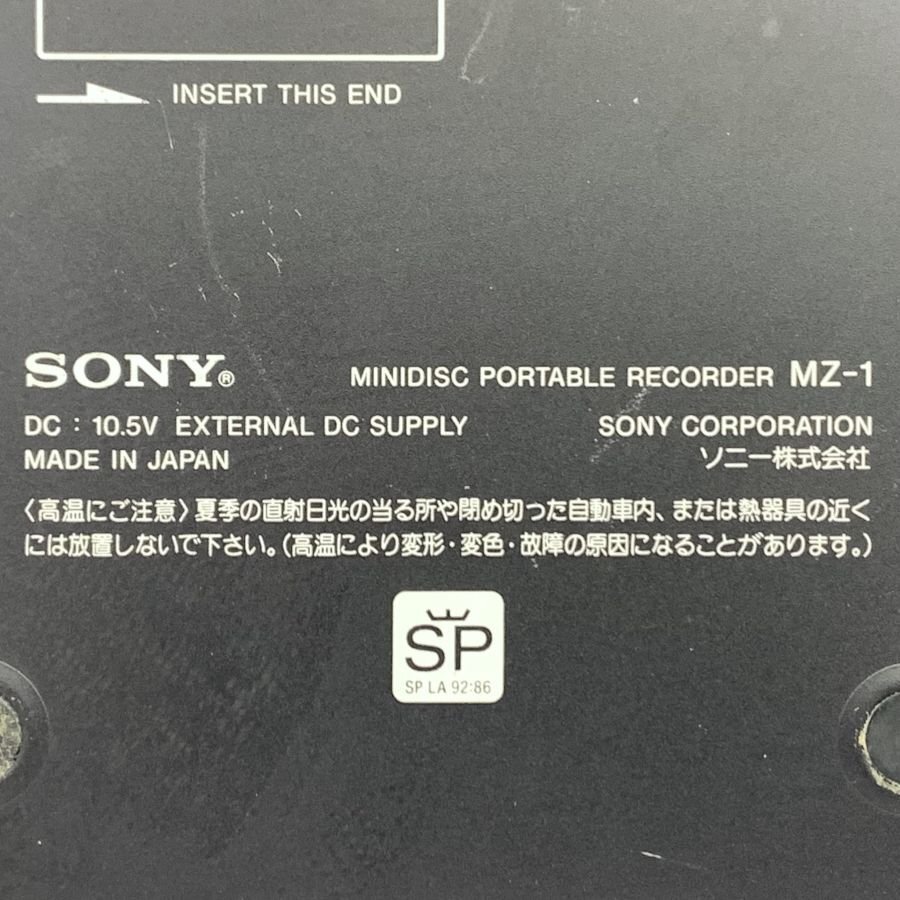 INSERT THIS END
SONY®
MINIDISC PORTABLE RECORDER MZ-1
DC : 10.5V EXTERNAL DC SUPPLY
SONY CORPORATION
MADE IN JAPAN
ソニー株式会社
〈高温にご注意〉夏季の直射日光の当る所や閉め切った自動車内、または熱器具の近く
には放置しないで下さい。(高温により変形・変色・故障の原因になることがあります。)
SP
SP LA 92:86